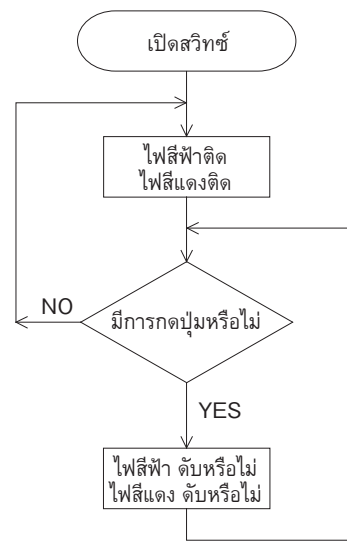 เปิดสวิทซ์
ไฟสีฟ้าติด
ไฟสีแดงติด
NO
มีการกดปุ่มหรือไม่
YES
ไฟสีฟ้า ดับหรือไม่
ไฟสีแดง ดับหรือไม่